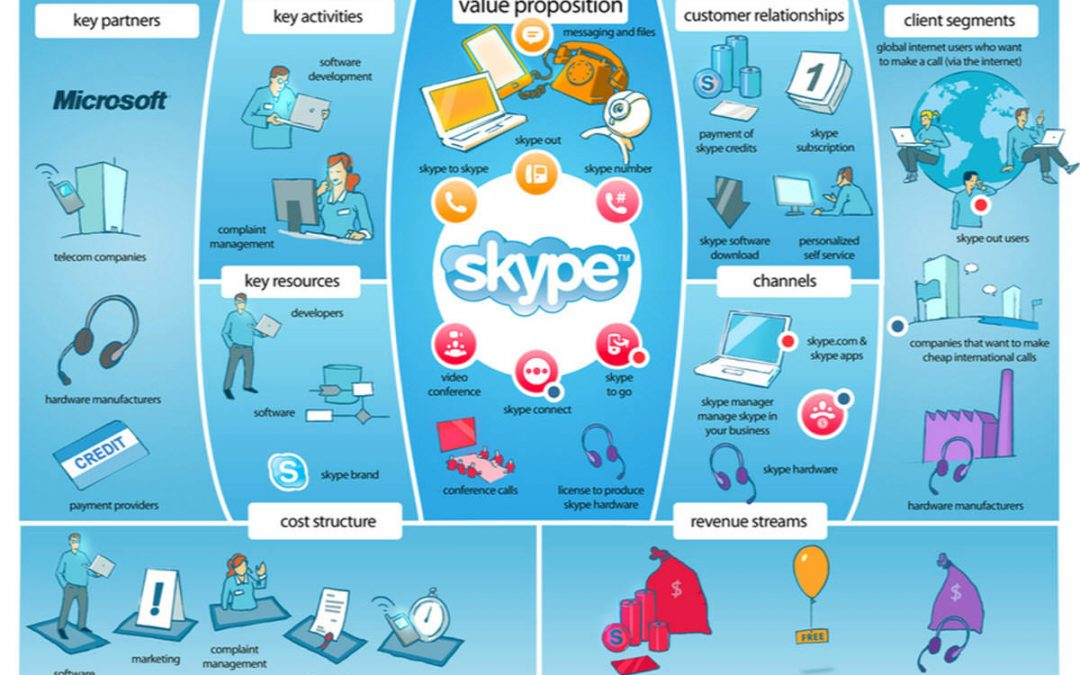 key partners
Microsoft
telecom companies
hardware manufacturers
CREDIT
payment providers
key activities
software
development
complaint
management
key resources
developers
software
S
skype brand
value proposition
messaging and files
skype out
skype to skype
skype number
#
skype™
video
conference
skype connect
skype
to go
conference calls
license to produce
skype hardware
customer relationships
S
1
payment of
skype credits
skype
subscription
skype software
download
personalized
self service
channels
skype.com &
skype apps
skype manager
manage skype in
your business
skype hardware
client segments
global internet users who want
to make a call (via the internet)
skype out users
companies that want to make
cheap international calls
hardware manufacturers
cost structure
software
!
marketing
complaint
management
revenue streams
$
S
FREE
$